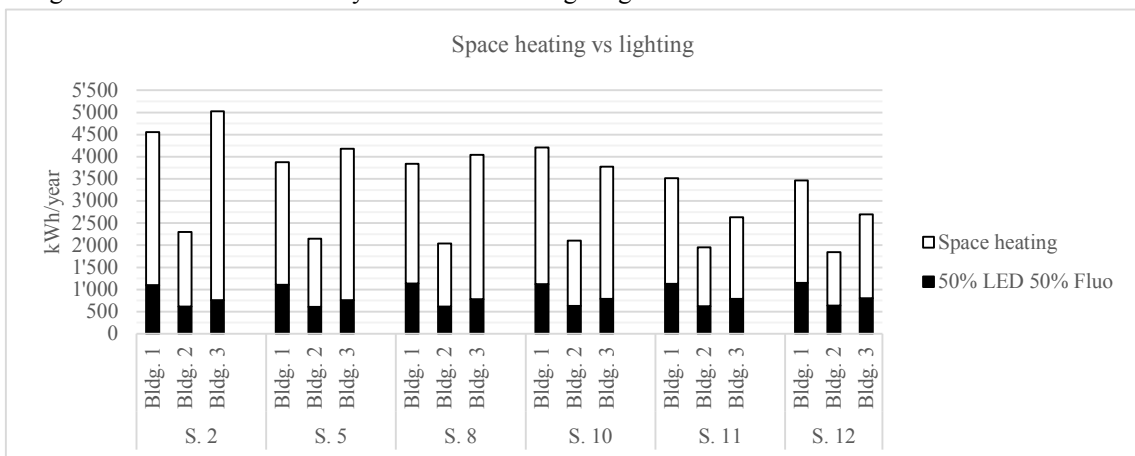 Space heating vs lighting
5'500
5'000
4'500
4'000
3'500
3'000
2'500
2'000
1'500
1'000
500
0
kWh/year
Space heating
50% LED 50% Fluo
Bldg. 1 Bldg. 2 Bldg. 3 Bldg. 1 Bldg. 2 Bldg. 3 Bldg. 1 Bldg. 2 Bldg. 3 Bldg. 1 Bldg. 2 Bldg. 3 Bldg. 1 Bldg. 2 Bldg. 3 Bldg. 1 Bldg. 2 Bldg. 3
S. 2 S. 5 S. 8 S. 10 S. 11 S. 12